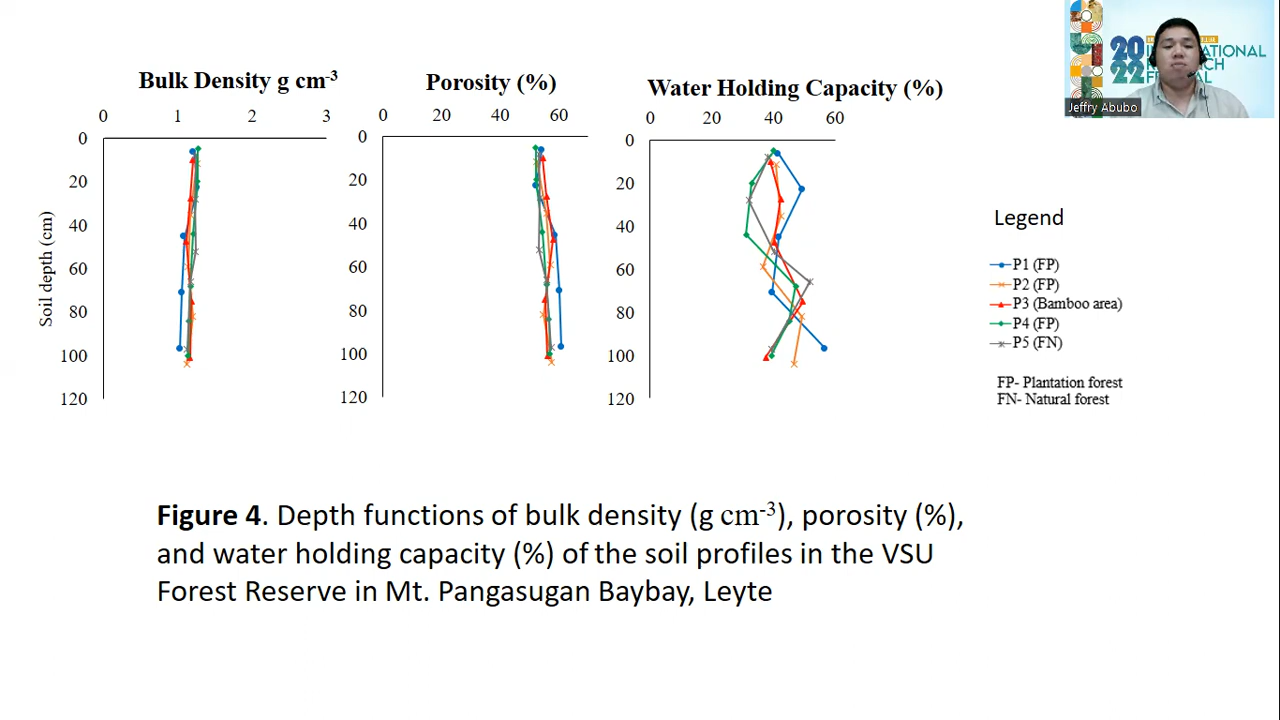 Bulk Density g cm-3
0 1 2 3
0
20
40
60
80
100
120
Soil depth (cm)
Porosity (%)
0 20 40 60
0
20
40
60
80
100
120
Water Holding Capacity (%)
0 20 40 60
0
20
40
60
80
100
120
Legend
P1 (FP)
P2 (FP)
P3 (Bamboo area)
P4 (FP)
P5 (FN)
FP- Plantation forest
FN- Natural forest
Figure 4. Depth functions of bulk density (g cm-3), porosity (%),
and water holding capacity (%) of the soil profiles in the VSU
Forest Reserve in Mt. Pangasugan Baybay, Leyte
20
22
Jeffry Abubo